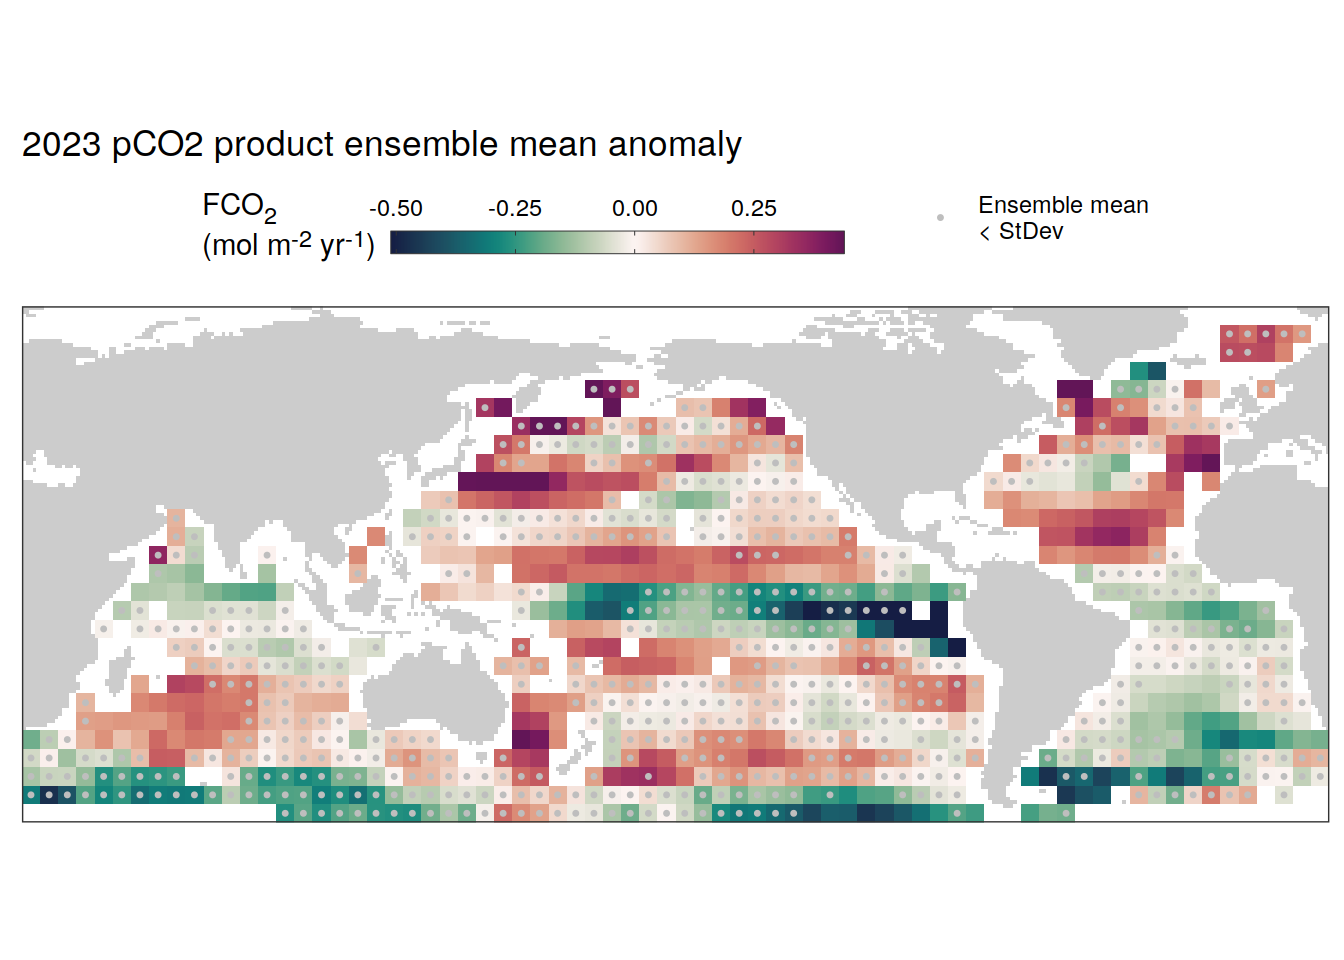 2023 pCO2 product ensemble mean anomaly
FCO₂
(mol m⁻² yr⁻¹)
-0.50 -0.25 0.00 0.25
Ensemble mean
< StDev